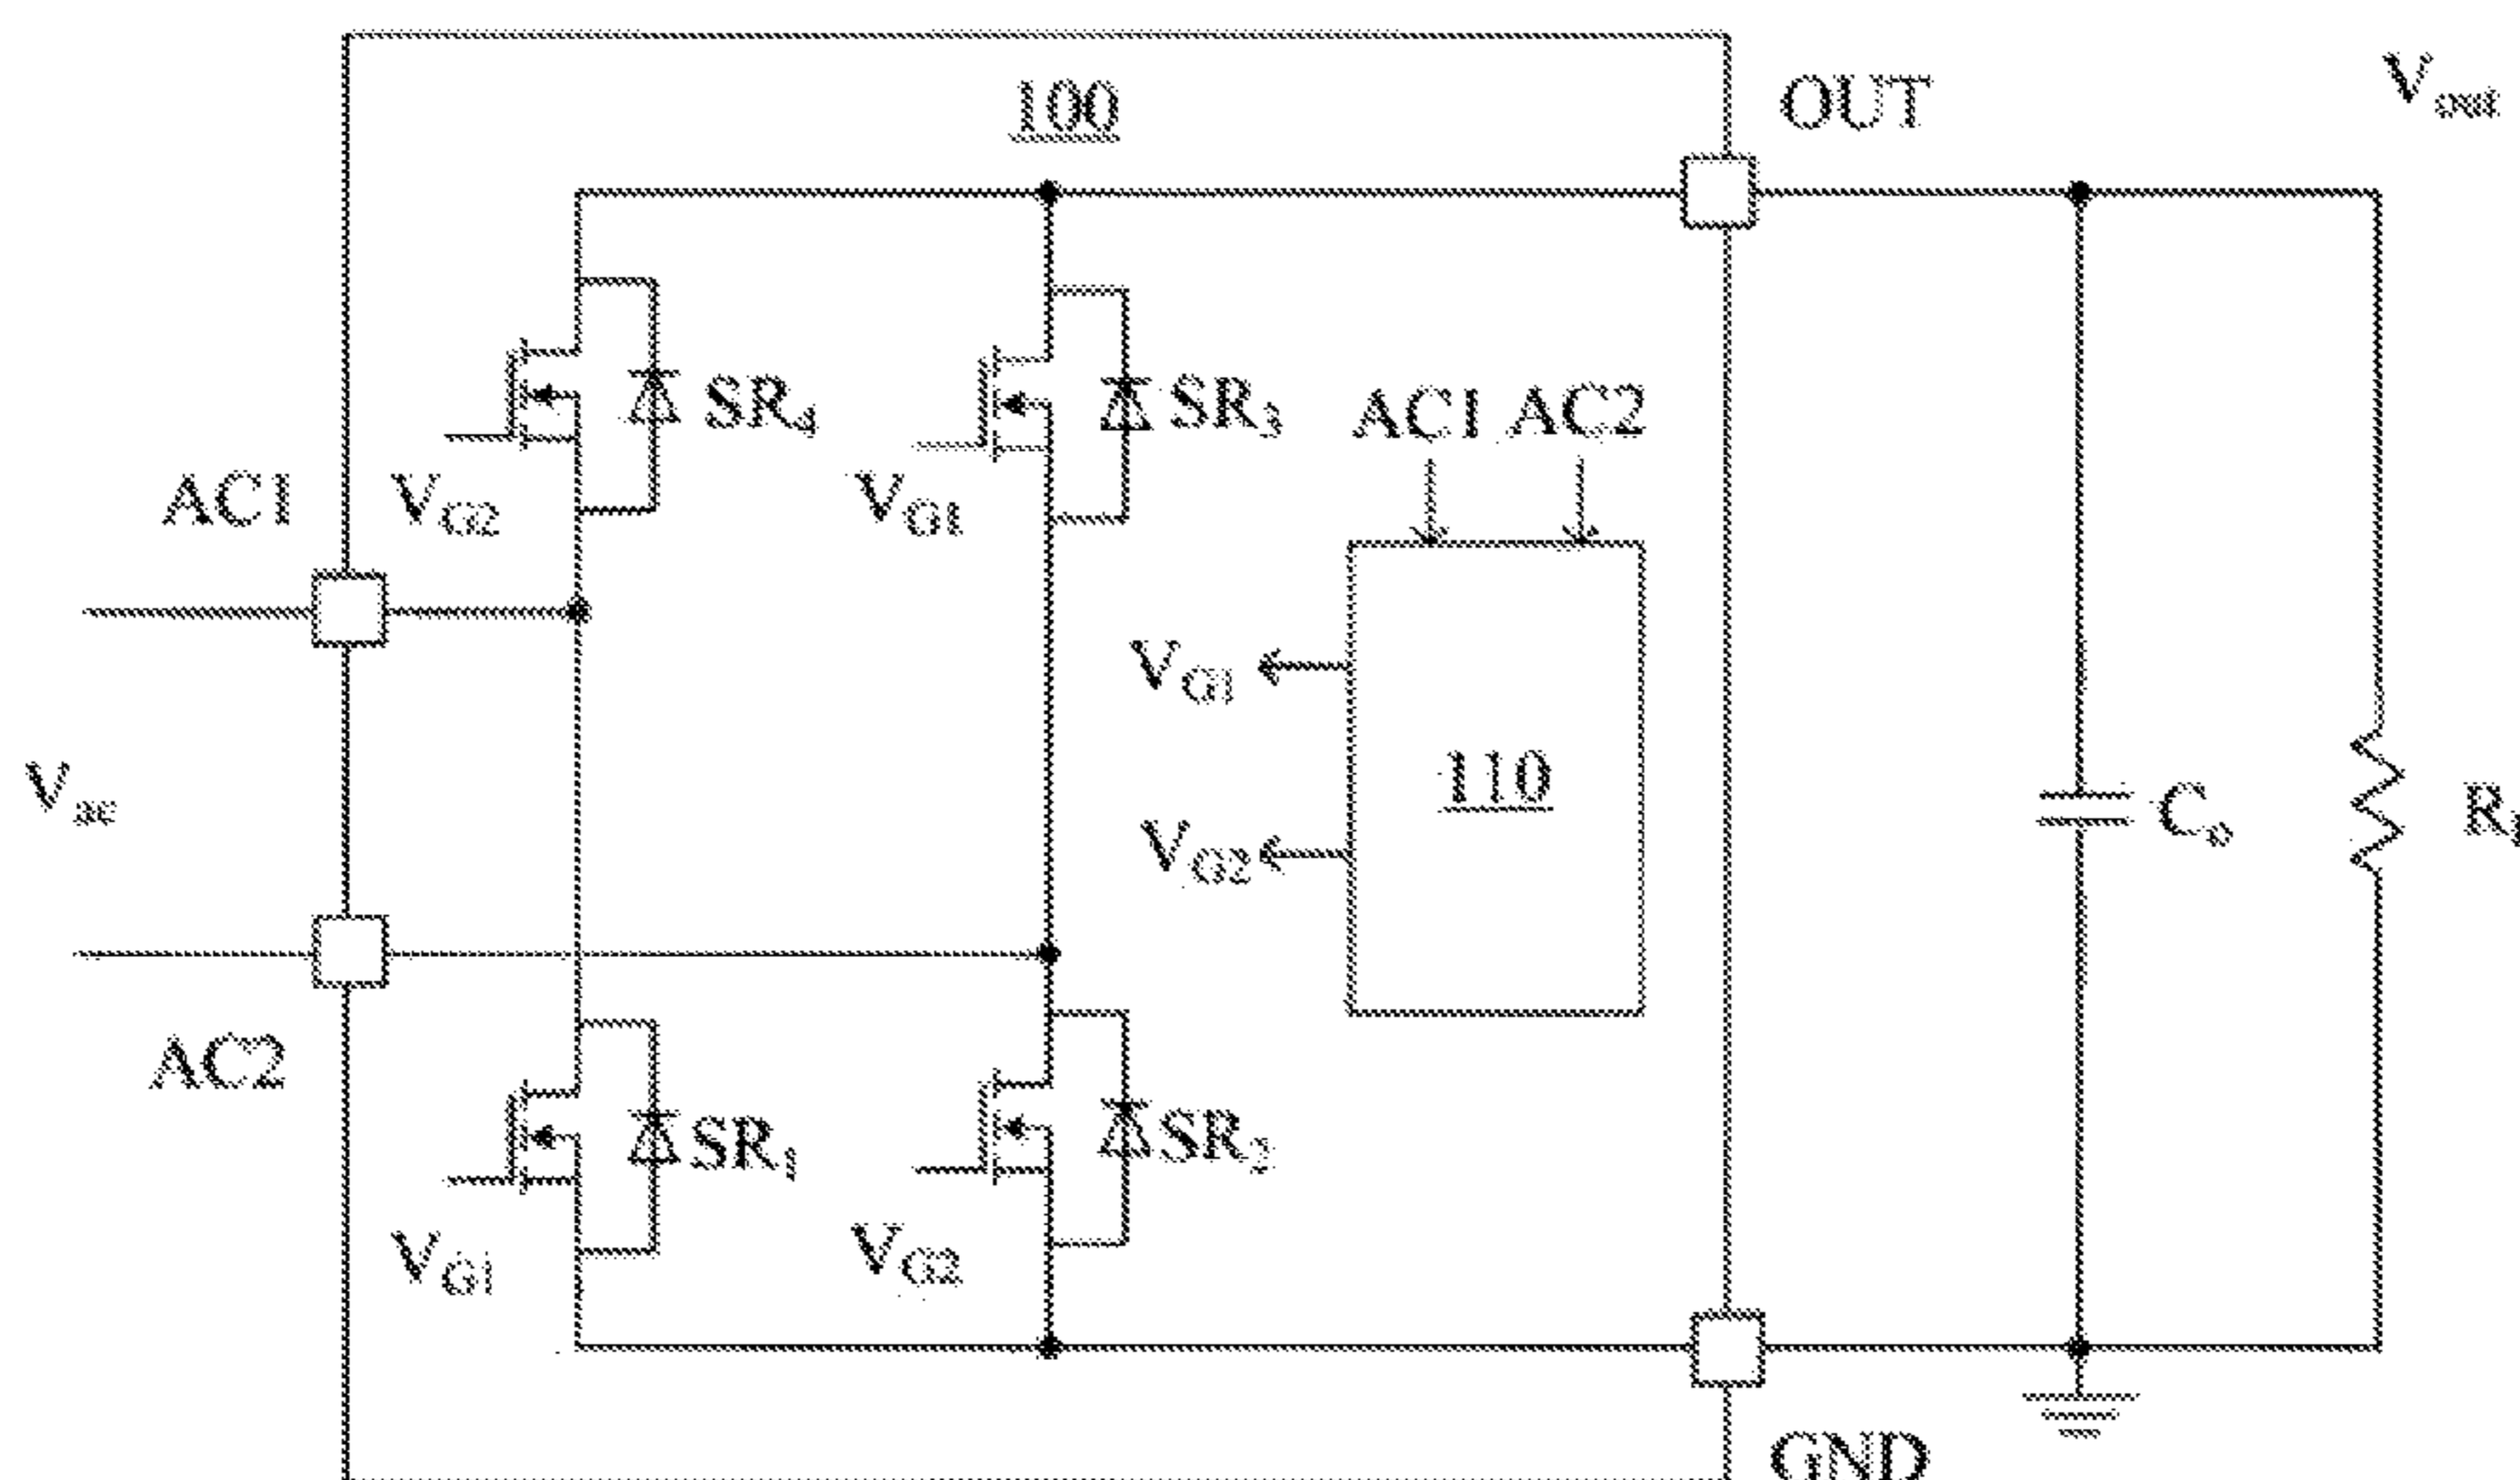 100
OUT
Vout
SR4
SR3
AC1 AC2
AC1
VG2
VG1
VG1
Vac
110
Co
VG2
AC2
SR1
SR2
VG1
VG2
GND